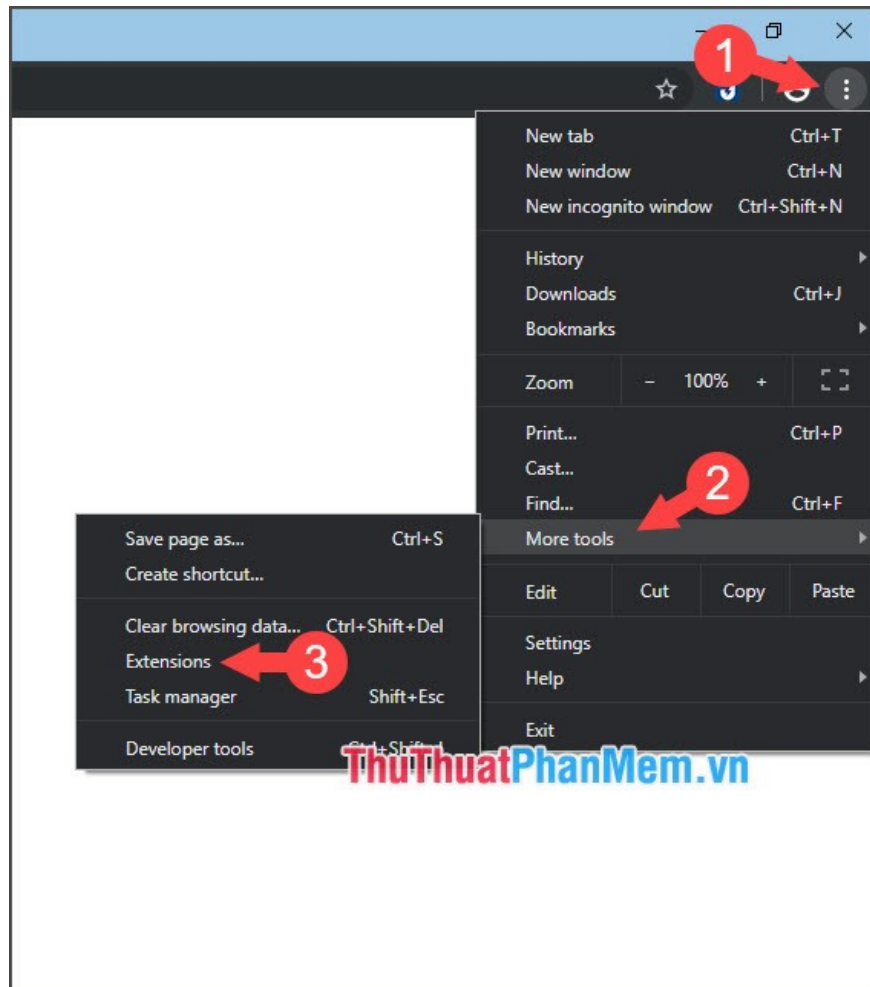 1
New tab Ctrl+T
New window Ctrl+N
New incognito window Ctrl+Shift+N
History
Downloads Ctrl+J
Bookmarks
Zoom - 100% +
Print... Ctrl+P
Cast...
2
Find... Ctrl+F
More tools
Edit Cut Copy Paste
Settings
Help
Exit
Save page as... Ctrl+S
Create shortcut...
Clear browsing data... Ctrl+Shift+Del
Extensions 3
Task manager Shift+Esc
Developer tools
ThuThuatPhanMem.vn